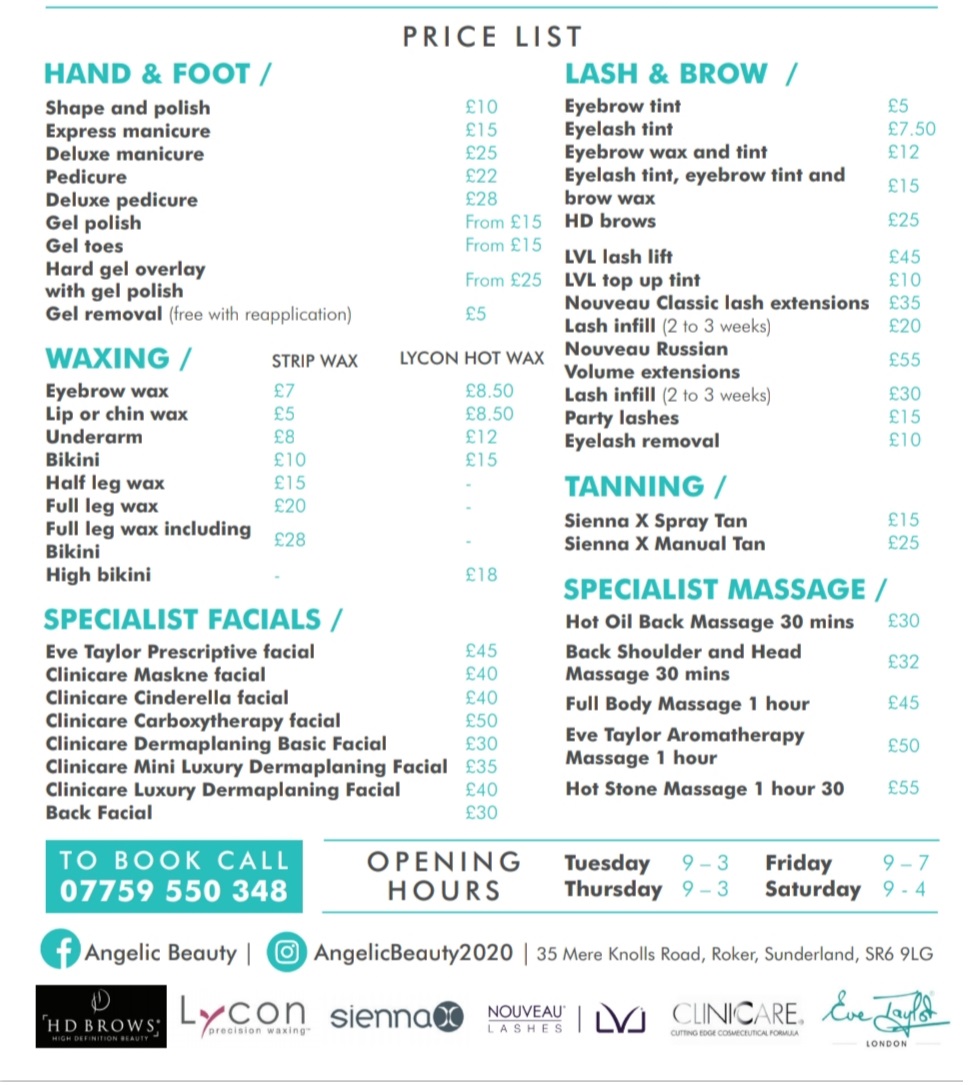 PRICE LIST
HAND & FOOT /
Shape and polish £10
Express manicure £15
Deluxe manicure £25
Pedicure £22
Deluxe pedicure £28
Gel polish From £15
Gel toes From £15
Hard gel overlay
with gel polish From £25
Gel removal (free with reapplication) £5
WAXING / STRIP WAX LYCON HOT WAX
Eyebrow wax £7 £8.50
Lip or chin wax £5 £8.50
Underarm £8 £12
Bikini £10 £15
Half leg wax £15 -
Full leg wax £20 -
Full leg wax including
Bikini £28 -
High bikini - £18
SPECIALIST FACIALS /
Eve Taylor Prescriptive facial £45
Clinicare Maskne facial £40
Clinicare Cinderella facial £40
Clinicare Carboxytherapy facial £50
Clinicare Dermaplaning Basic Facial £30
Clinicare Mini Luxury Dermaplaning Facial £35
Clinicare Luxury Dermaplaning Facial £40
Back Facial £30
LASH & BROW /
Eyebrow tint £5
Eyelash tint £7.50
Eyebrow wax and tint £12
Eyelash tint, eyebrow tint and
brow wax £15
HD brows £25
LVL lash lift £45
LVL top up tint £10
Nouveau Classic lash extensions £35
Lash infill (2 to 3 weeks) £20
Nouveau Russian
Volume extensions £55
Lash infill (2 to 3 weeks) £30
Party lashes £15
Eyelash removal £10
TANNING /
Sienna X Spray Tan £15
Sienna X Manual Tan £25
SPECIALIST MASSAGE /
Hot Oil Back Massage 30 mins £30
Back Shoulder and Head
Massage 30 mins £32
Full Body Massage 1 hour £45
Eve Taylor Aromatherapy
Massage 1 hour £50
Hot Stone Massage 1 hour 30 £55
TO BOOK CALL
07759 550 348
OPENING
HOURS
Tuesday 9 – 3 Friday 9 – 7
Thursday 9 – 3 Saturday 9 - 4
Angelic Beauty | AngelicBeauty2020 | 35 Mere Knolls Road, Roker, Sunderland, SR6 9LG
HD BROWS
HIGH DEFINITION BEAUTY
Lycon
precision waxing™
sienna X
NOUVEAU
LASHES
LVL
CLINICARE
CUTTING EDGE COSMECEUTICAL FORMULA
Eve Taylor
LONDON